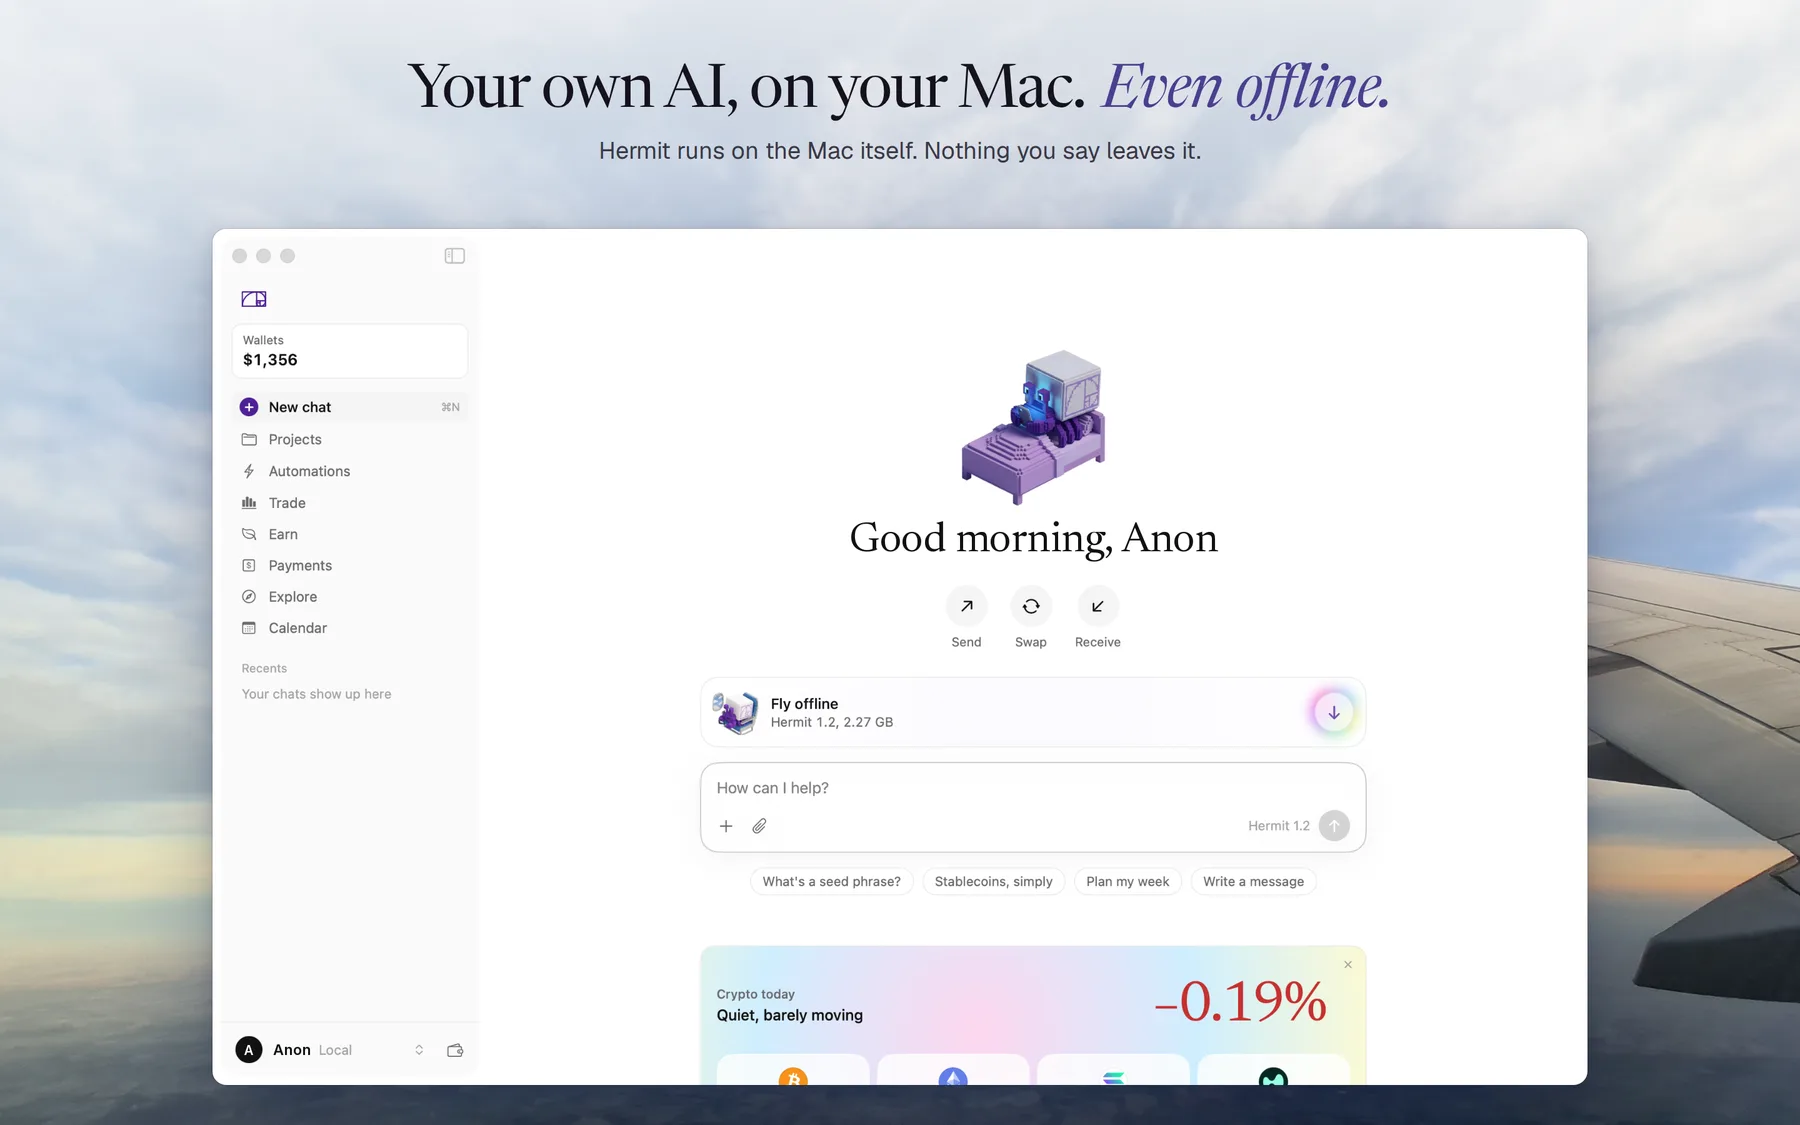 Your own AI, on your Mac. Even offline.
Hermit runs on the Mac itself. Nothing you say leaves it.
Wallets
$1,356
New chat ⌘N
Projects
Automations
Trade
Earn
Payments
Explore
Calendar
Recents
Your chats show up here
A Anon Local
Good morning, Anon
Send Swap Receive
Fly offline
Hermit 1.2, 2.27 GB
How can I help?
Hermit 1.2
What's a seed phrase? Stablecoins, simply Plan my week Write a message
Crypto today
Quiet, barely moving
−0.19%